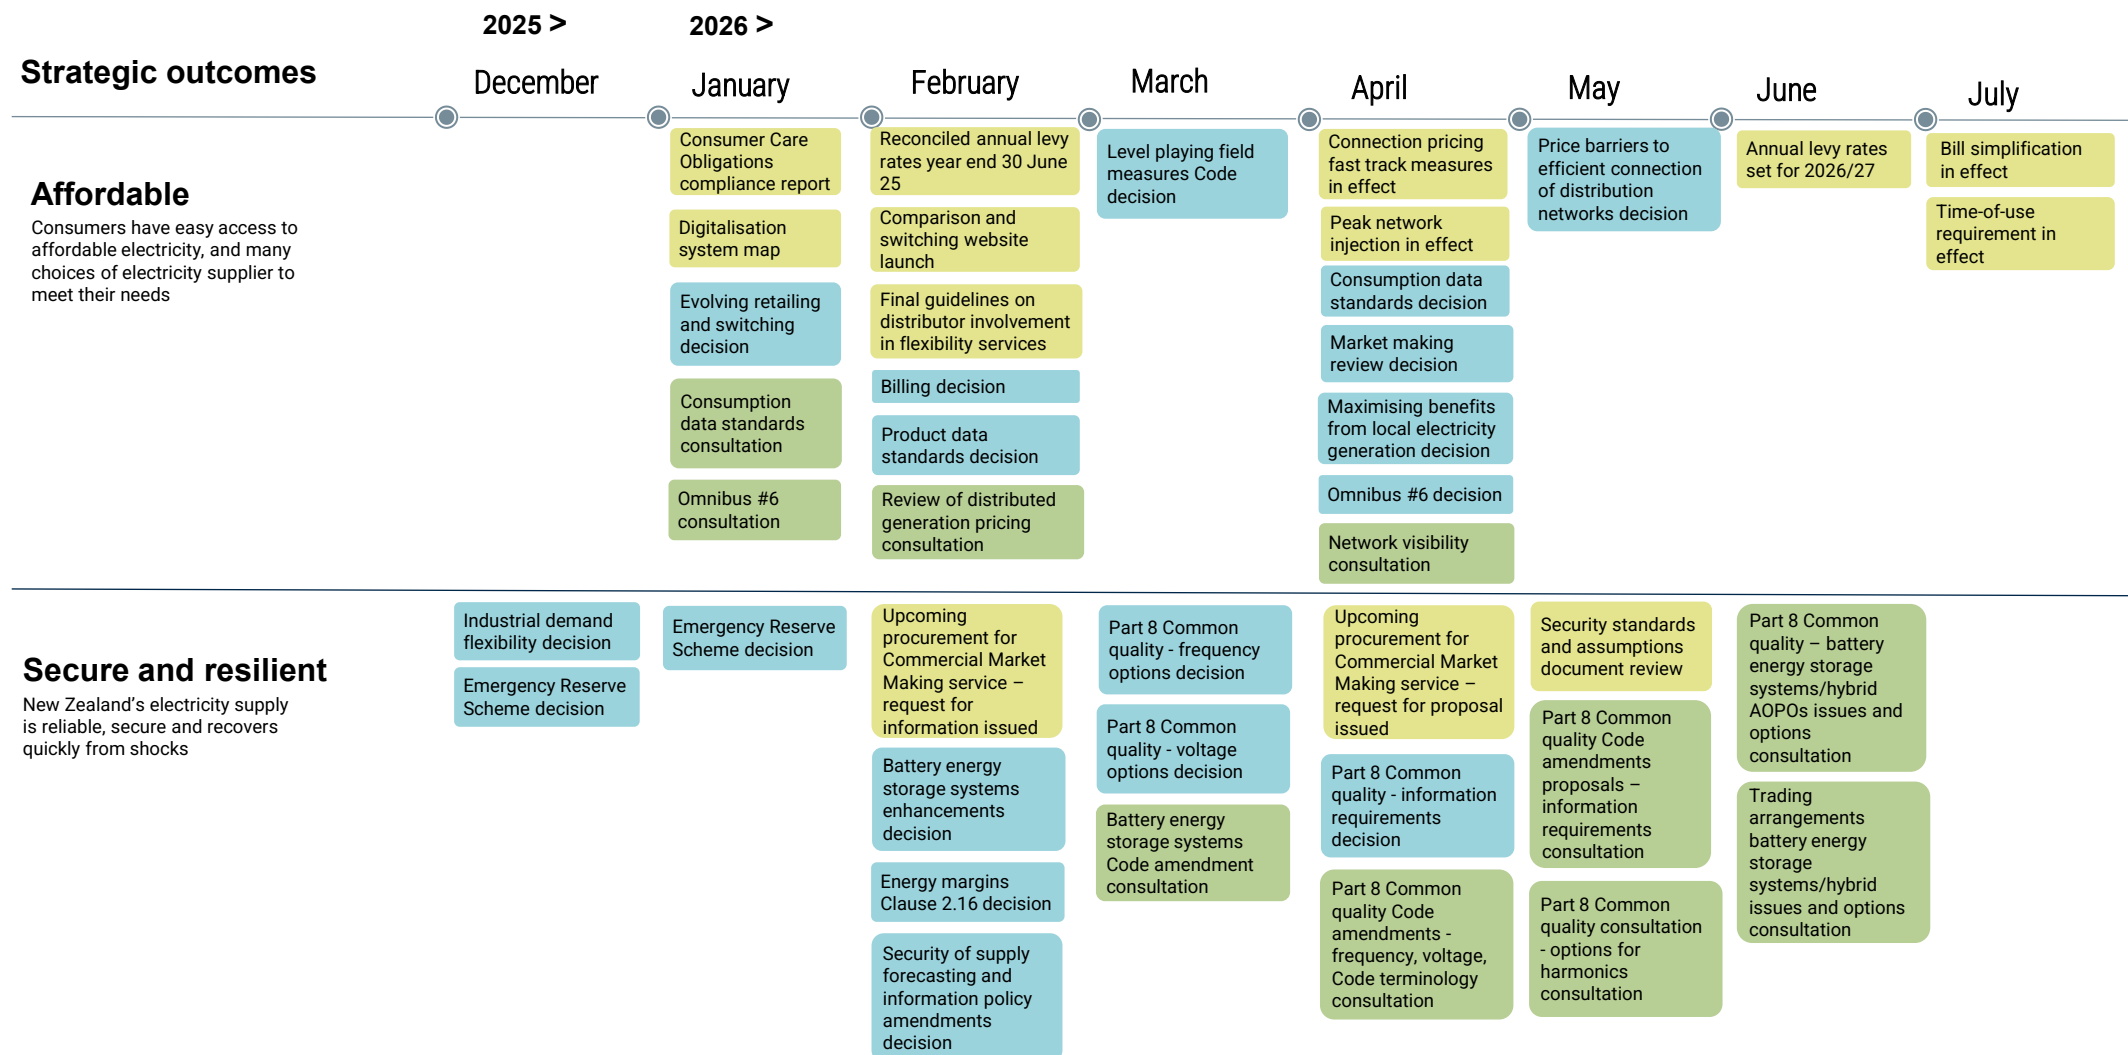 2025 >
2026 >
Strategic outcomes
December
January
February
March
April
May
June
July
Affordable
Consumers have easy access to
affordable electricity, and many
choices of electricity supplier to
meet their needs
Consumer Care
Obligations
compliance report
Digitalisation
system map
Evolving retailing
and switching
decision
Consumption
data standards
consultation
Omnibus #6
consultation
Reconciled annual levy
rates year end 30 June
25
Comparison and
switching website
launch
Final guidelines on
distributor involvement
in flexibility services
Billing decision
Product data
standards decision
Review of distributed
generation pricing
consultation
Level playing field
measures Code
decision
Connection pricing
fast track measures
in effect
Peak network
injection in effect
Consumption data
standards decision
Market making
review decision
Maximising benefits
from local electricity
generation decision
Omnibus #6 decision
Network visibility
consultation
Price barriers to
efficient connection
of distribution
networks decision
Annual levy rates
set for 2026/27
Bill simplification
in effect
Time-of-use
requirement in
effect
Secure and resilient
New Zealand’s electricity supply
is reliable, secure and recovers
quickly from shocks
Industrial demand
flexibility decision
Emergency Reserve
Scheme decision
Emergency Reserve
Scheme decision
Upcoming
procurement for
Commercial Market
Making service –
request for
information issued
Battery energy
storage systems
enhancements
decision
Energy margins
Clause 2.16 decision
Security of supply
forecasting and
information policy
amendments
decision
Part 8 Common
quality - frequency
options decision
Part 8 Common
quality - voltage
options decision
Battery energy
storage systems
Code amendment
consultation
Upcoming
procurement for
Commercial Market
Making service –
request for proposal
issued
Part 8 Common
quality - information
requirements
decision
Part 8 Common
quality Code
amendments -
frequency, voltage,
Code terminology
consultation
Security standards
and assumptions
document review
Part 8 Common
quality Code
amendments
proposals –
information
requirements
consultation
Part 8 Common
quality consultation
- options for
harmonics
consultation
Part 8 Common
quality – battery
energy storage
systems/hybrid
AOPOs issues and
options
consultation
Trading
arrangements
battery energy
storage
systems/hybrid
issues and options
consultation